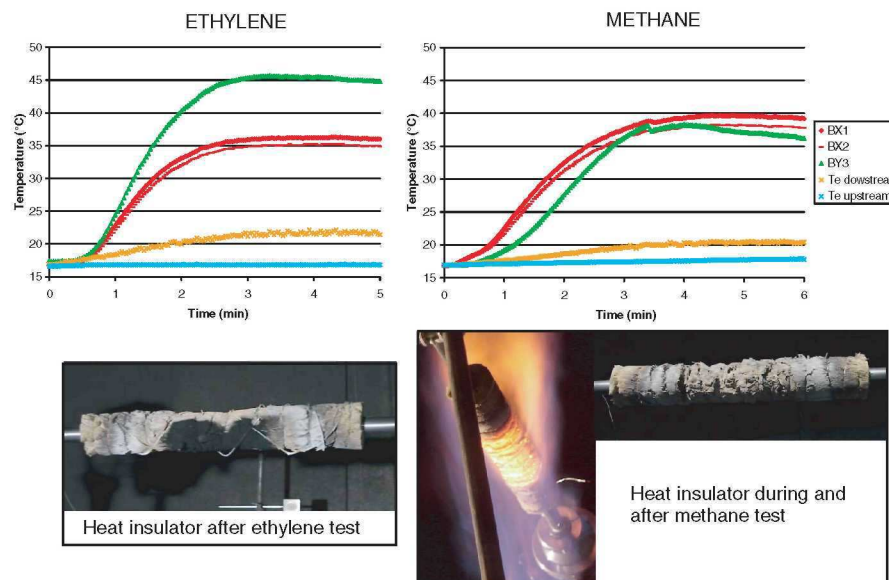 ETHYLENE
50
45
40
35
30
25
20
15
Temperature (°C)
0
1
2
3
4
5
Time (min)
METHANE
50
45
40
35
30
25
20
15
Temperature (°C)
0
1
2
3
4
5
6
Time (min)
BX1
BX2
BY3
Te dowstream
Te upstream
Heat insulator after ethylene test
Heat insulator during and
after methane test